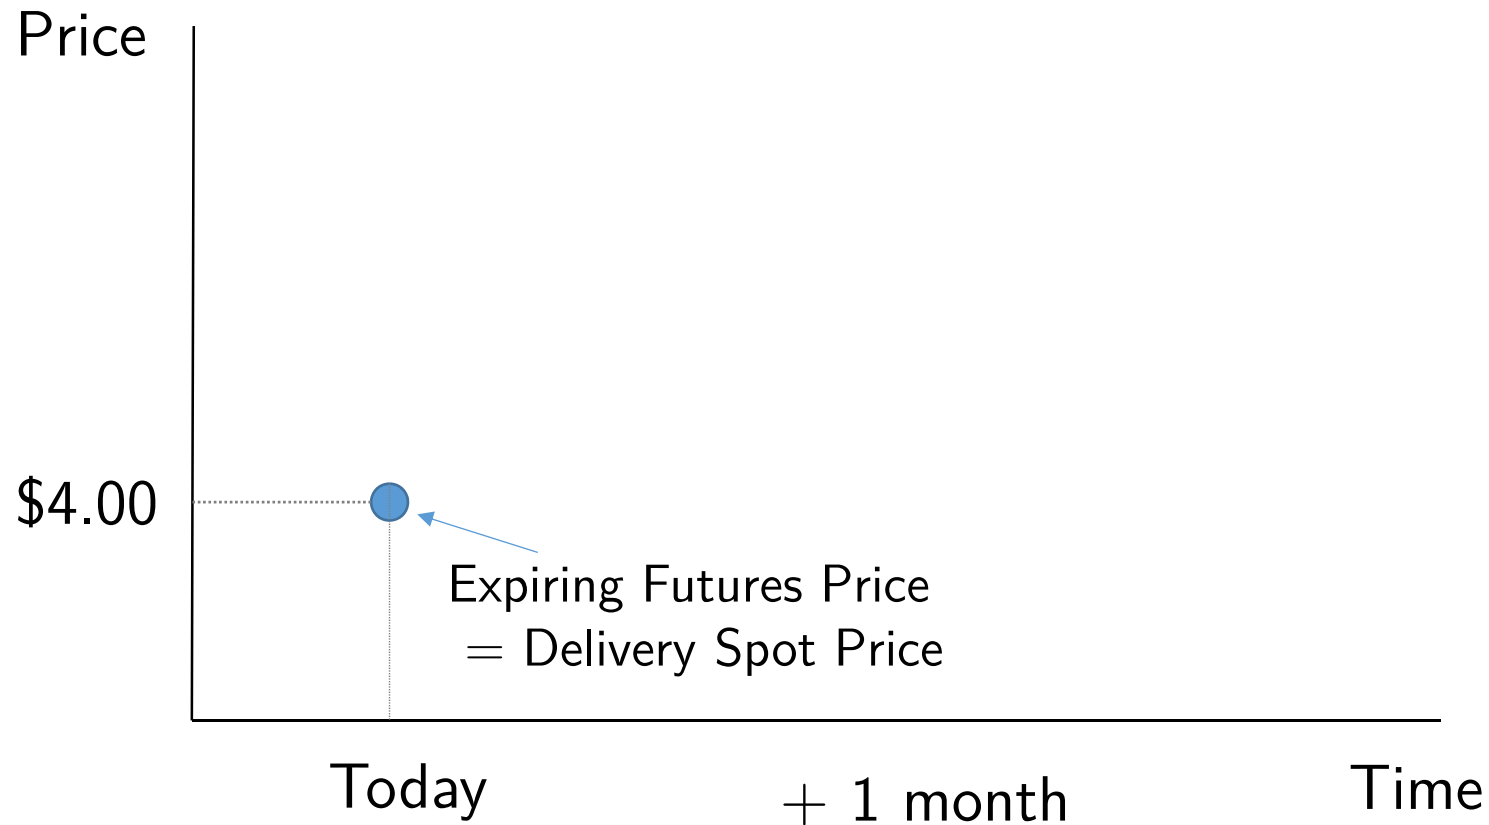 Price
$4.00
Expiring Futures Price
= Delivery Spot Price
Today
+ 1 month
Time